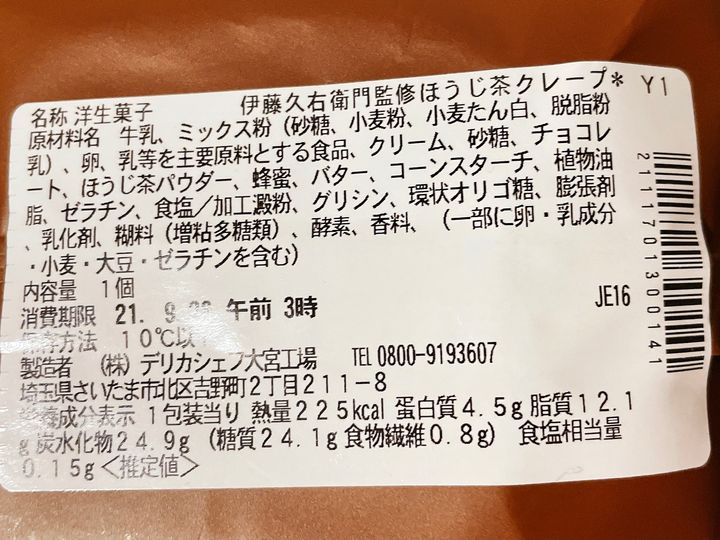 名称 洋生菓子 伊藤久右衛門監修ほうじ茶クレープ* Y1
原材料名 牛乳、ミックス粉(砂糖、小麦粉、小麦たん白、脱脂粉
乳)、卵、乳等を主要原料とする食品、クリーム、砂糖、チョコレ
ート、ほうじ茶パウダー、蜂蜜、バター、コーンスターチ、植物油
脂、ゼラチン、食塩/加工澱粉、グリシン、環状オリゴ糖、膨張剤
、乳化剤、糊料(増粘多糖類)、酵素、香料、(一部に卵・乳成分
・小麦・大豆・ゼラチンを含む)
内容量 1個
消費期限 21. 9. 午前 3時 JE16
保存方法 10℃以
製造者 (株)デリカシェフ大宮工場 TEL 0800-9193607
埼玉県さいたま市北区吉野町2丁目211-8
栄養成分表示 1包装当り 熱量225kcal 蛋白質4.5g 脂質12.1
g 炭水化物24.9g (糖質24.1g 食物繊維0.8g) 食塩相当量
0.15g<推定値>
2111701300141